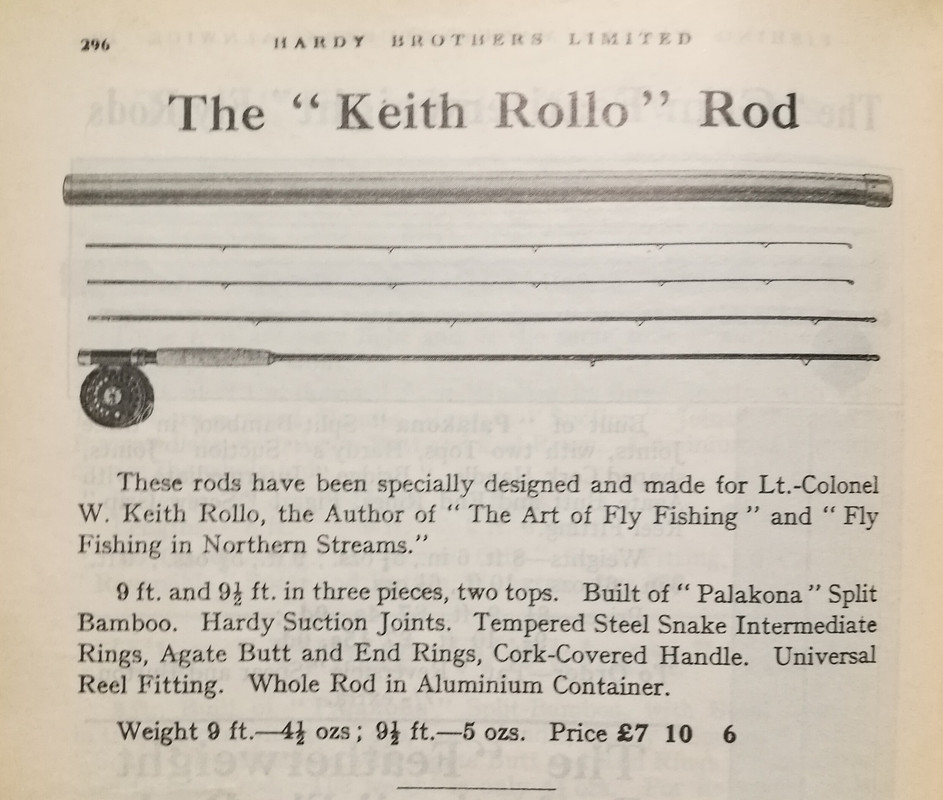 296 HARDY BROTHERS LIMITED
The “Keith Rollo” Rod
These rods have been specially designed and made for Lt.-Colonel
W. Keith Rollo, the Author of “ The Art of Fly Fishing ” and “ Fly
Fishing in Northern Streams.”
9 ft. and 9½ ft. in three pieces, two tops. Built of “ Palakona ” Split
Bamboo. Hardy Suction Joints. Tempered Steel Snake Intermediate
Rings, Agate Butt and End Rings, Cork-Covered Handle. Universal
Reel Fitting. Whole Rod in Aluminium Container.
Weight 9 ft.—4½ ozs ; 9½ ft.—5 ozs. Price £7 10 6